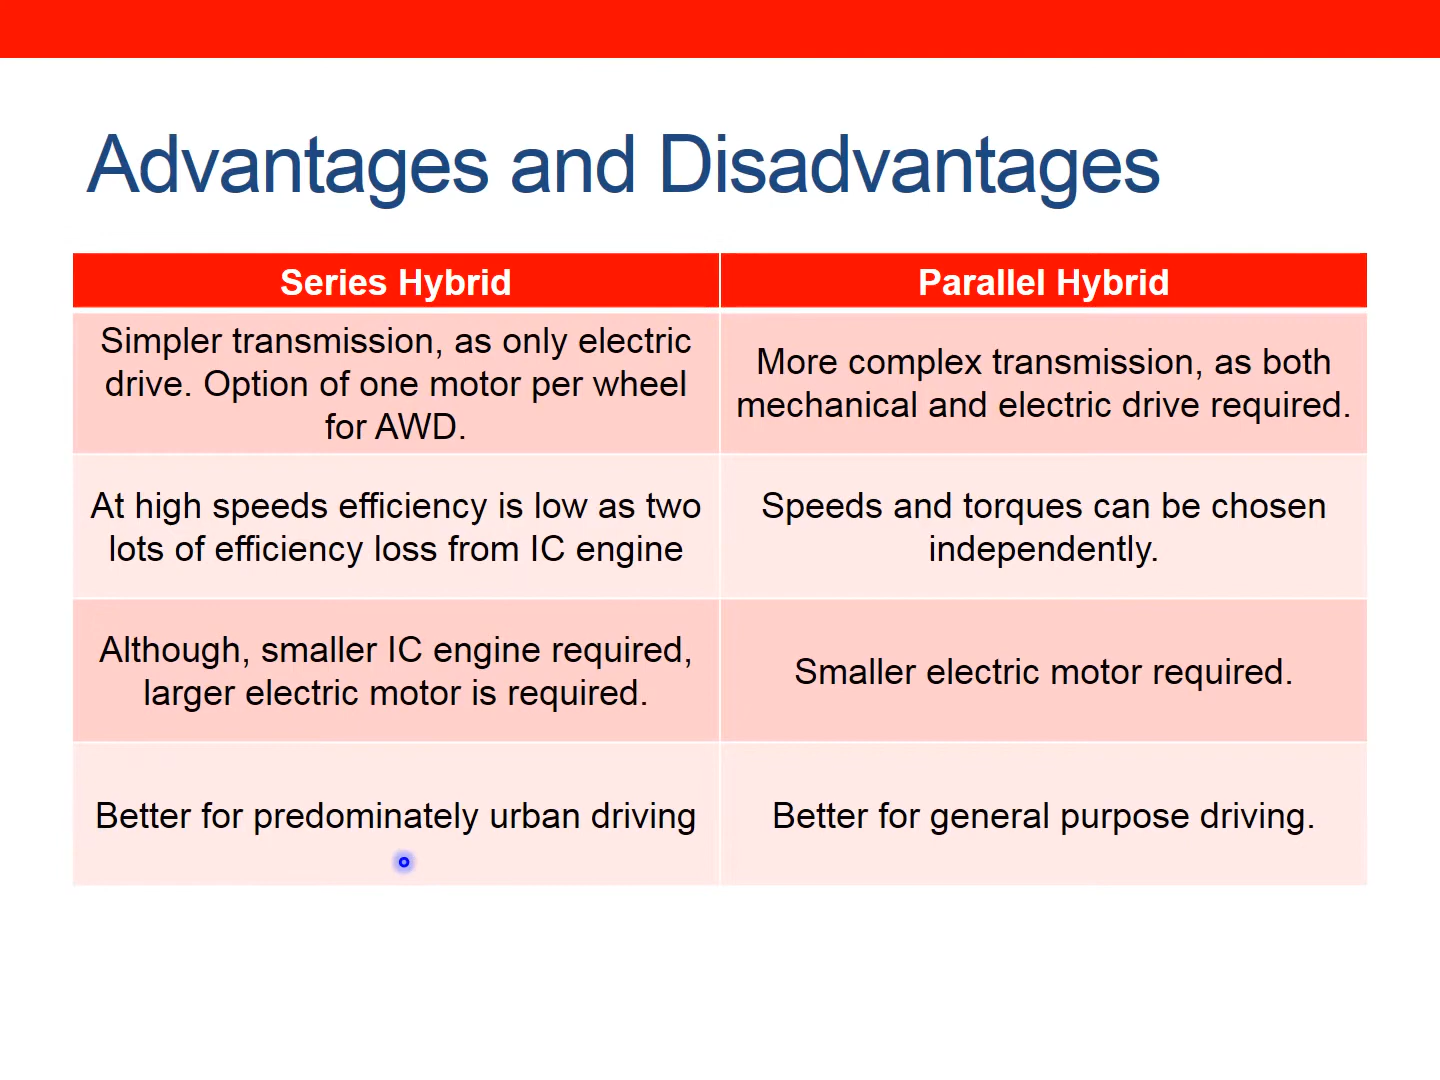 Advantages and Disadvantages
Series Hybrid
Parallel Hybrid
Simpler transmission, as only electric
drive. Option of one motor per wheel
for AWD.
More complex transmission, as both
mechanical and electric drive required.
At high speeds efficiency is low as two
lots of efficiency loss from IC engine
Speeds and torques can be chosen
independently.
Although, smaller IC engine required,
larger electric motor is required.
Smaller electric motor required.
Better for predominately urban driving
Better for general purpose driving.